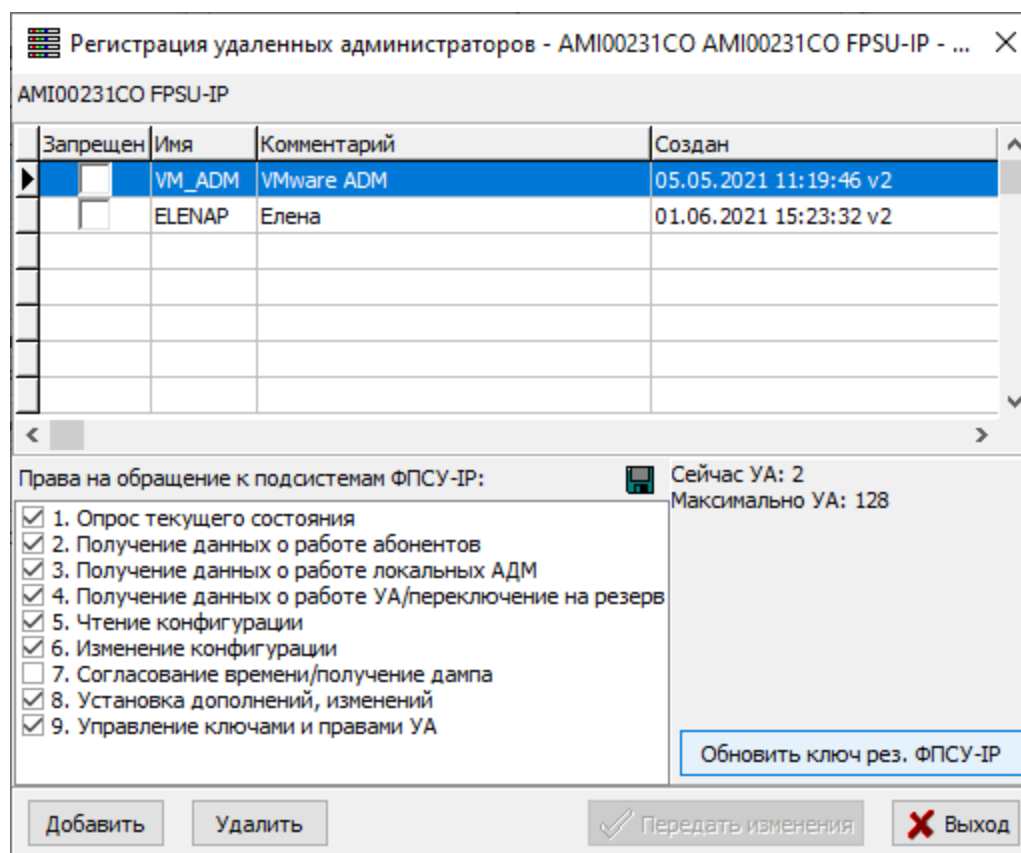 Регистрация удаленных администраторов - AMI00231CO AMI00231CO FPSU-IP - ...
AMI00231CO FPSU-IP
Запрещен Имя Комментарий Создан
VM_ADM VMware ADM 05.05.2021 11:19:46 v2
ELENAP Елена 01.06.2021 15:23:32 v2
Права на обращение к подсистемам ФПСУ-IP:
Сейчас УА: 2
Максимально УА: 128
1. Опрос текущего состояния
2. Получение данных о работе абонентов
3. Получение данных о работе локальных АДМ
4. Получение данных о работе УА/переключение на резерв
5. Чтение конфигурации
6. Изменение конфигурации
7. Согласование времени/получение дампа
8. Установка дополнений, изменений
9. Управление ключами и правами УА
Обновить ключ рез. ФПСУ-IP
Добавить Удалить Передать изменения Выход